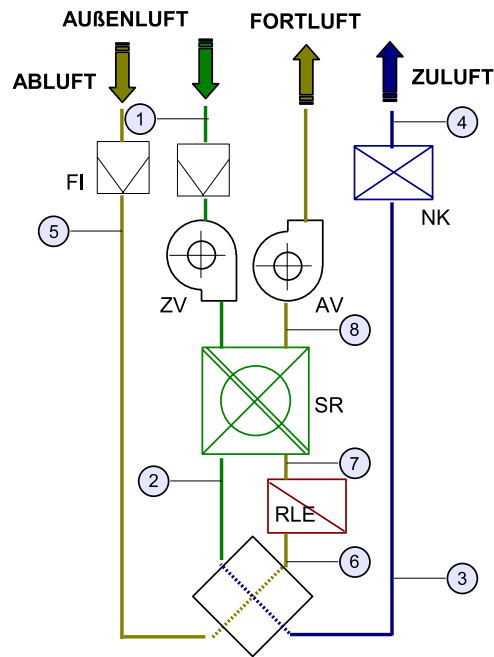 AUßENLUFT
FORTLUFT
ABLUFT
ZULUFT
1
4
FI
NK
5
ZV
AV
8
SR
7
2
RLE
6
3